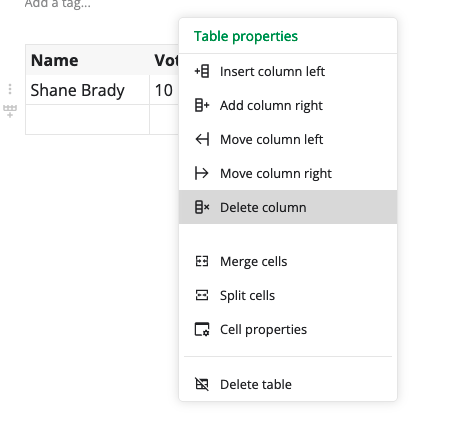 Add a tag...
Table properties
Name Vot
Shane Brady 10
Insert column left
Add column right
Move column left
Move column right
Delete column
Merge cells
Split cells
Cell properties
Delete table